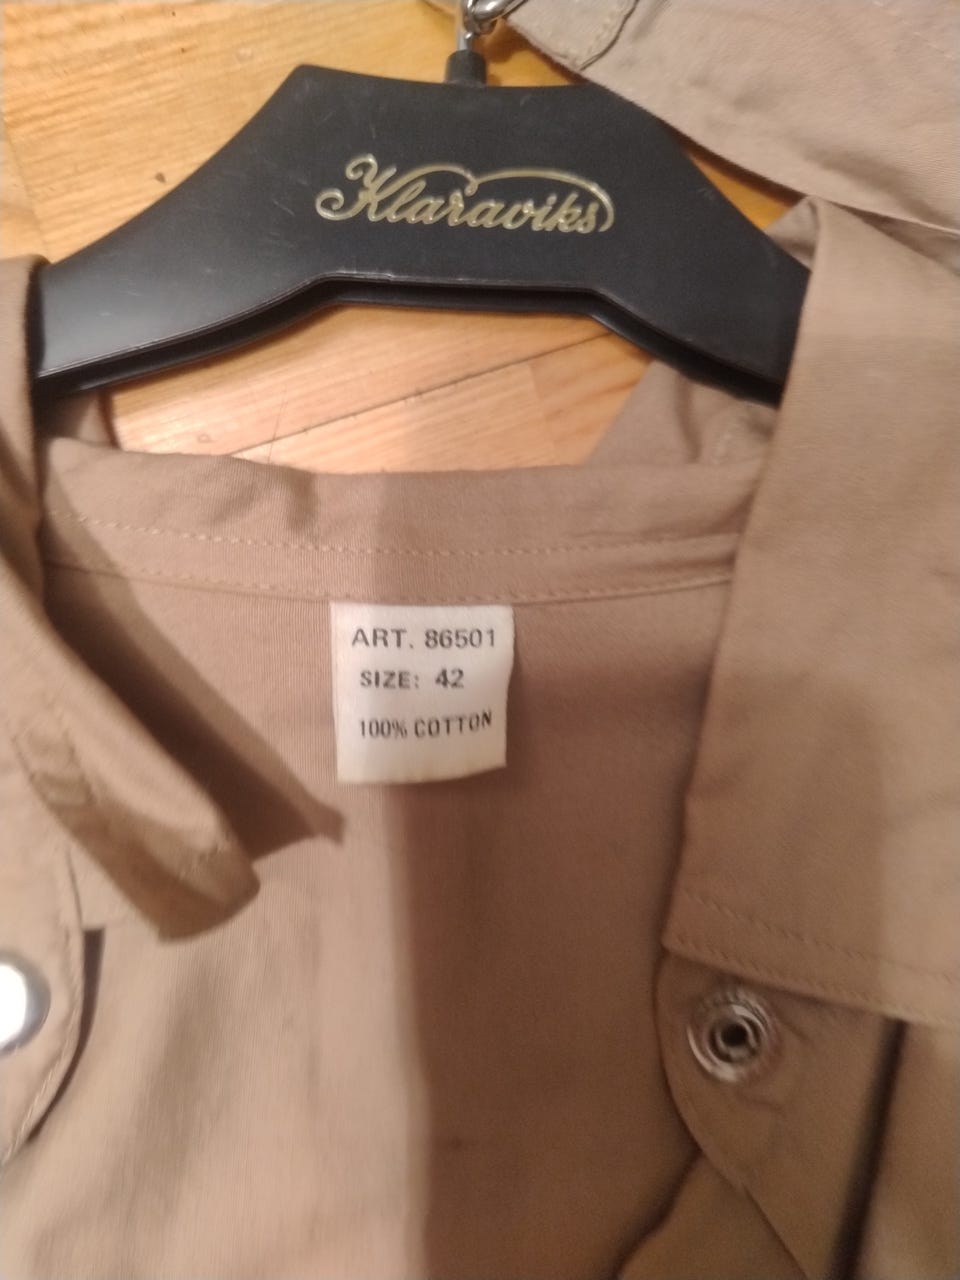 Klaraviks
ART. 86501
SIZE: 42
100% COTTON